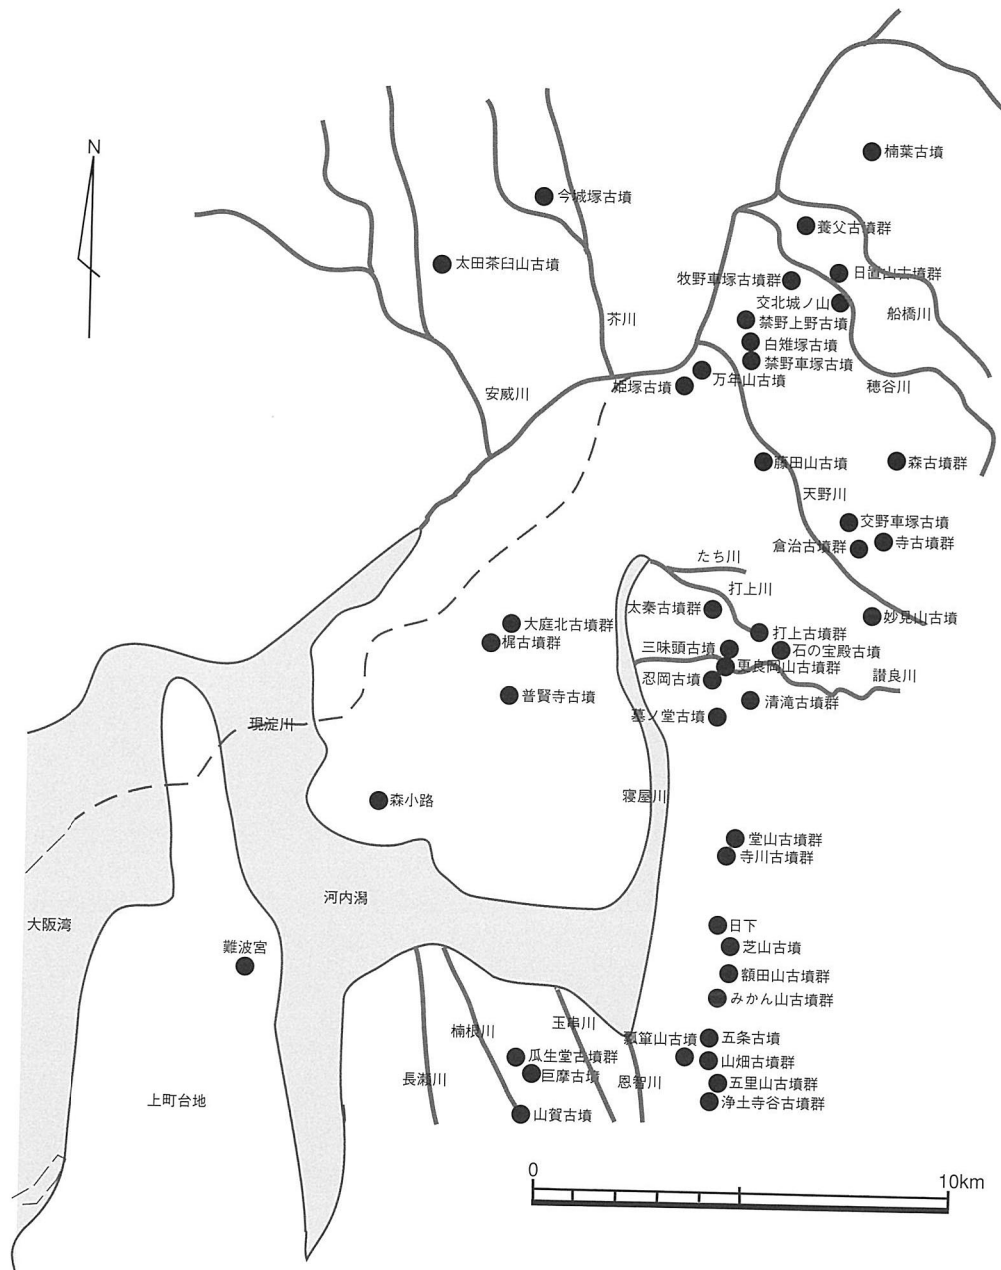 N
楠葉古墳
今城塚古墳
養父古墳群
太田茶臼山古墳
日置山古墳群
牧野車塚古墳群
交北城ノ山
船橋川
禁野上野古墳
芥川
白雉塚古墳
禁野車塚古墳
万年山古墳
姫塚古墳
穂谷川
安威川
藤田山古墳
森古墳群
天野川
交野車塚古墳
倉治古墳群
寺古墳群
たち川
打上川
太秦古墳群
妙見山古墳
大庭北古墳群
打上古墳群
梶古墳群
三味頭古墳
石の宝殿古墳
更良岡山古墳群
忍岡古墳
讃良川
普賢寺古墳
清滝古墳群
墓ノ堂古墳
現淀川
寝屋川
森小路
堂山古墳群
寺川古墳群
河内潟
大阪湾
日下
難波宮
芝山古墳
額田山古墳群
みかん山古墳群
玉串川
楠根川
瓢箪山古墳
五条古墳
瓜生堂古墳群
山畑古墳群
長瀬川
巨摩古墳
恩智川
五里山古墳群
上町台地
浄土寺谷古墳群
山賀古墳
0
10km